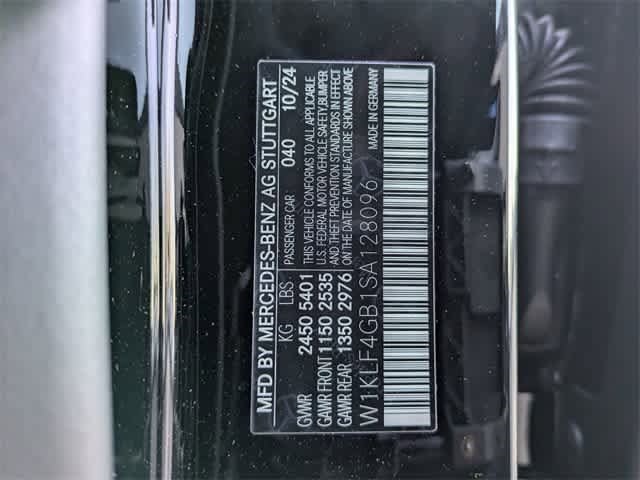 MFD BY MERCEDES-BENZ AG STUTTGART
KG LBS PASSENGER CAR 040 10/24
GVWR 2450 5401 THIS VEHICLE CONFORMS TO ALL APPLICABLE
U.S. FEDERAL MOTOR VEHICLE SAFETY,BUMPER
GAWR FRONT 1150 2535 AND THEFT PREVENTION STANDARDS IN EFFECT
GAWR REAR 1350 2976 ON THE DATE OF MANUFACTURE SHOWN ABOVE
W1KLF4GB1SA128096 MADE IN GERMANY